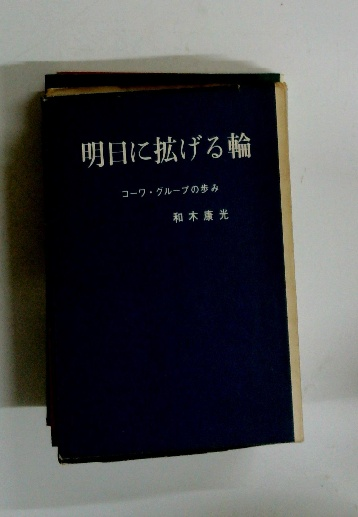 明日に拡げる輪
コーワ・グループの歩み
和木康光